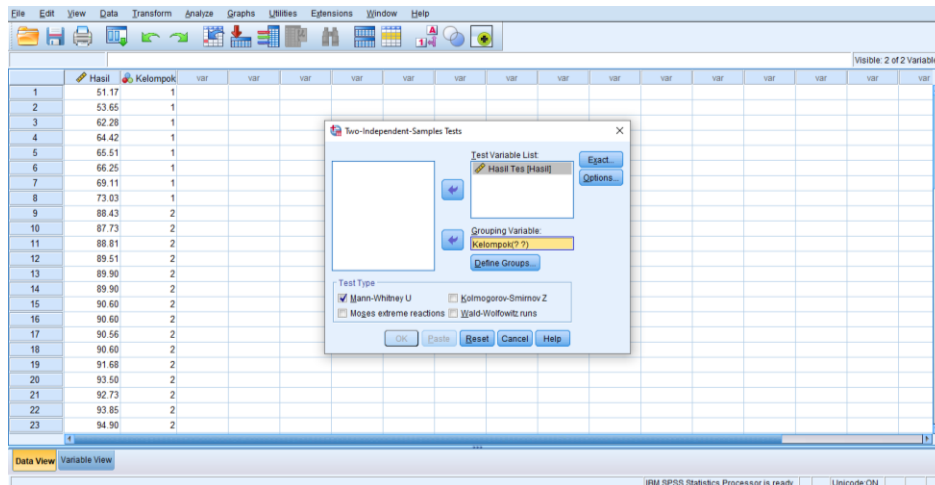 File Edit View Data Transform Analyze Graphs Utilities Extensions Window Help
Visible: 2 of 2 Variable
Hasil Kelompok var var var var var var var var var var var var var var var
1 51.17 1
2 53.65 1
3 62.28 1
4 64.42 1
5 65.51 1
6 66.25 1
7 69.11 1
8 73.03 1
9 88.43 2
10 87.73 2
11 88.81 2
12 89.51 2
13 89.90 2
14 89.90 2
15 90.60 2
16 90.60 2
17 90.56 2
18 90.60 2
19 91.68 2
20 93.50 2
21 92.73 2
22 93.85 2
23 94.90 2
Two-Independent-Samples Tests
Test Variable List:
Hasil Tes [Hasil]
Exact...
Options...
Grouping Variable:
Kelompok(? ?)
Define Groups...
Test Type
Mann-Whitney U Kolmogorov-Smirnov Z
Moses extreme reactions Wald-Wolfowitz runs
OK Paste Reset Cancel Help
Data View Variable View
IBM SPSS Statistics Processor is ready Unicode:ON